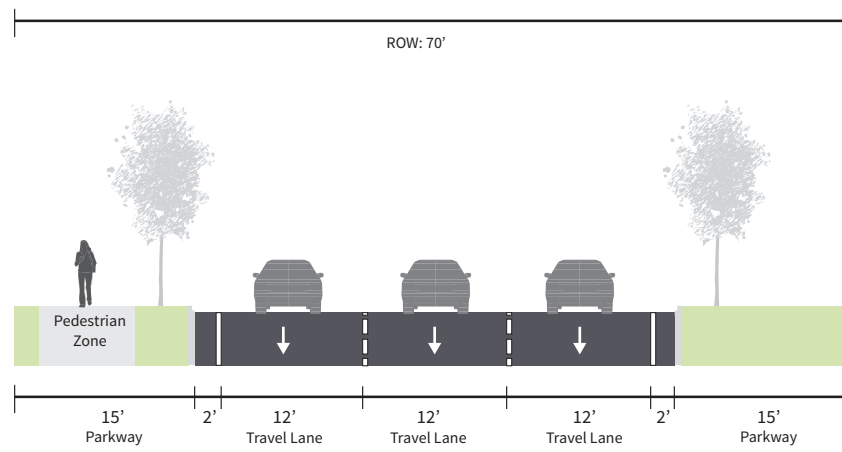 ROW: 70’
Pedestrian
Zone
15’
Parkway
2’
12’
Travel Lane
12’
Travel Lane
12’
Travel Lane
2’
15’
Parkway